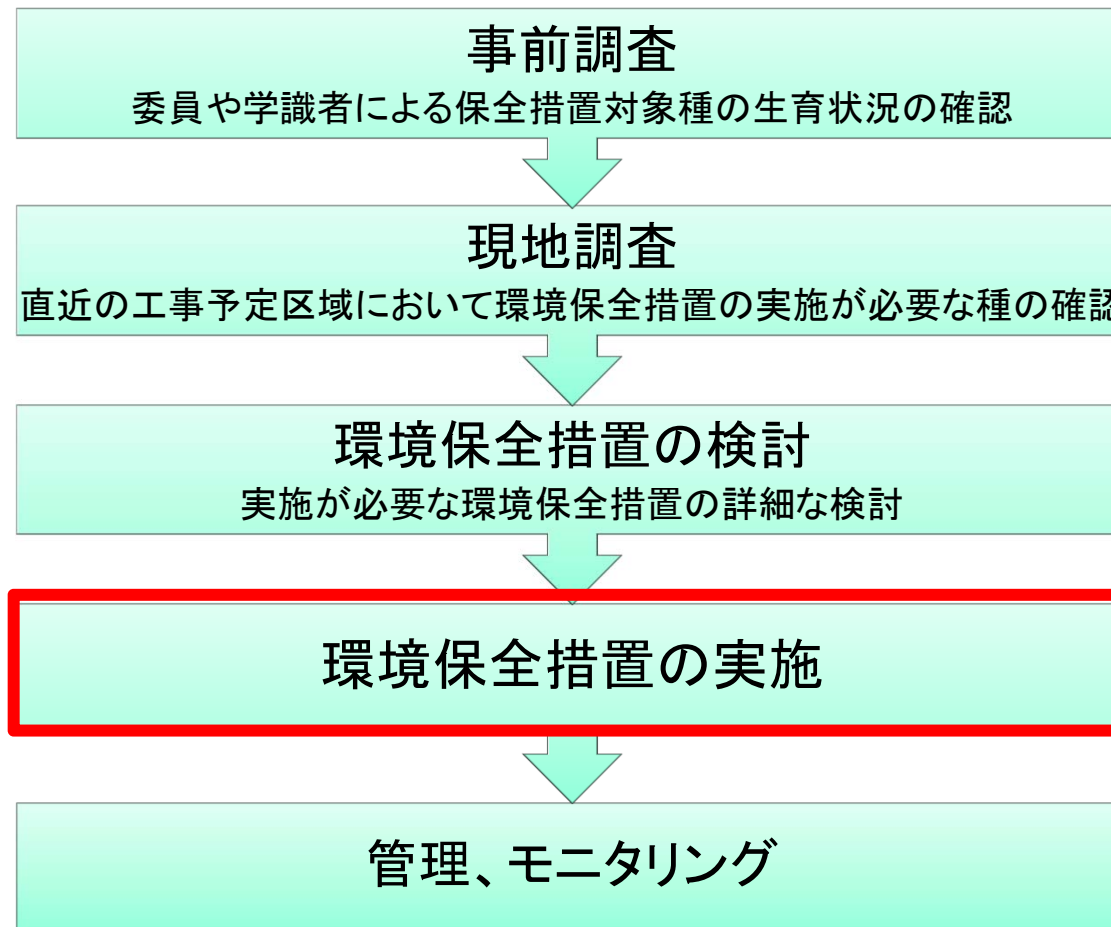 事前調査
委員や学識者による保全措置対象種の生育状況の確認
現地調査
直近の工事予定区域において環境保全措置の実施が必要な種の確認
環境保全措置の検討
実施が必要な環境保全措置の詳細な検討
環境保全措置の実施
管理、モニタリング